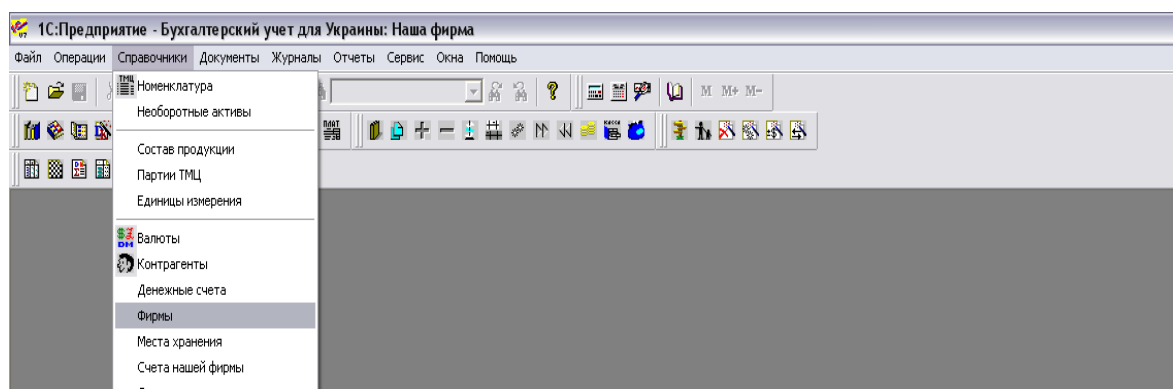 1С:Предприятие - Бухгалтерский учет для Украины: Наша фирма
Файл Операции Справочники Документы Журналы Отчеты Сервис Окна Помощь
Номенклатура
M M+ M-
Необоротные активы
Состав продукции
Партии ТМЦ
Единицы измерения
Валюты
Контрагенты
Денежные счета
Фирмы
Места хранения
Счета нашей фирмы